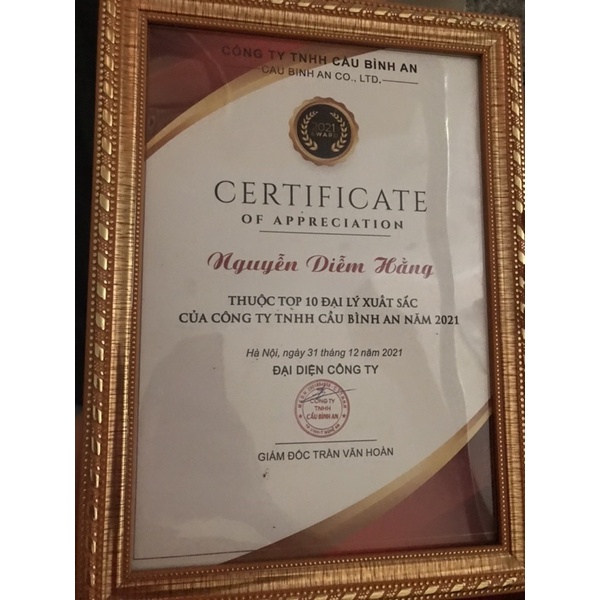 CÔNG TY TNHH CẦU BÌNH AN
CAU BINH AN CO., LTD,
2021
AWARD
CERTIFICATE
OF APPRECIATION
Nguyễn Diễm Hằng
THUỘC TOP 10 ĐẠI LÝ XUẤT SẮC
CỦA CÔNG TY TNHH CẦU BÌNH AN NĂM 2021
Hà Nội, ngày 31 tháng 12 năm 2021
ĐẠI DIỆN CÔNG TY
CÔNG TY
TNHH
CẦU BÌNH AN
GIÁM ĐỐC TRẦN VĂN HOÀN